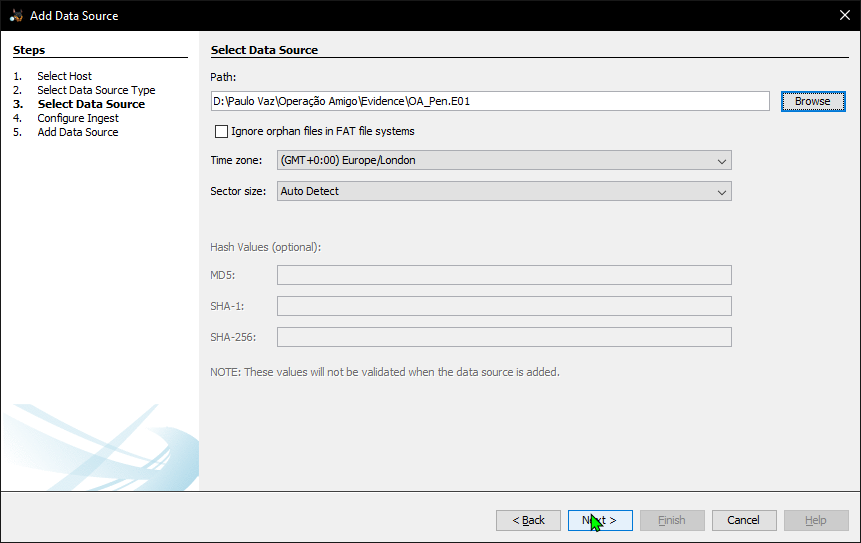 Add Data Source
Steps
1. Select Host
2. Select Data Source Type
3. Select Data Source
4. Configure Ingest
5. Add Data Source
Select Data Source
Path:
D:\Paulo Vaz\Operação Amigo\Evidence\OA_Pen.E01
Browse
Ignore orphan files in FAT file systems
Time zone: (GMT+0:00) Europe/London
Sector size: Auto Detect
Hash Values (optional):
MD5:
SHA-1:
SHA-256:
NOTE: These values will not be validated when the data source is added.
< Back Next > Finish Cancel Help